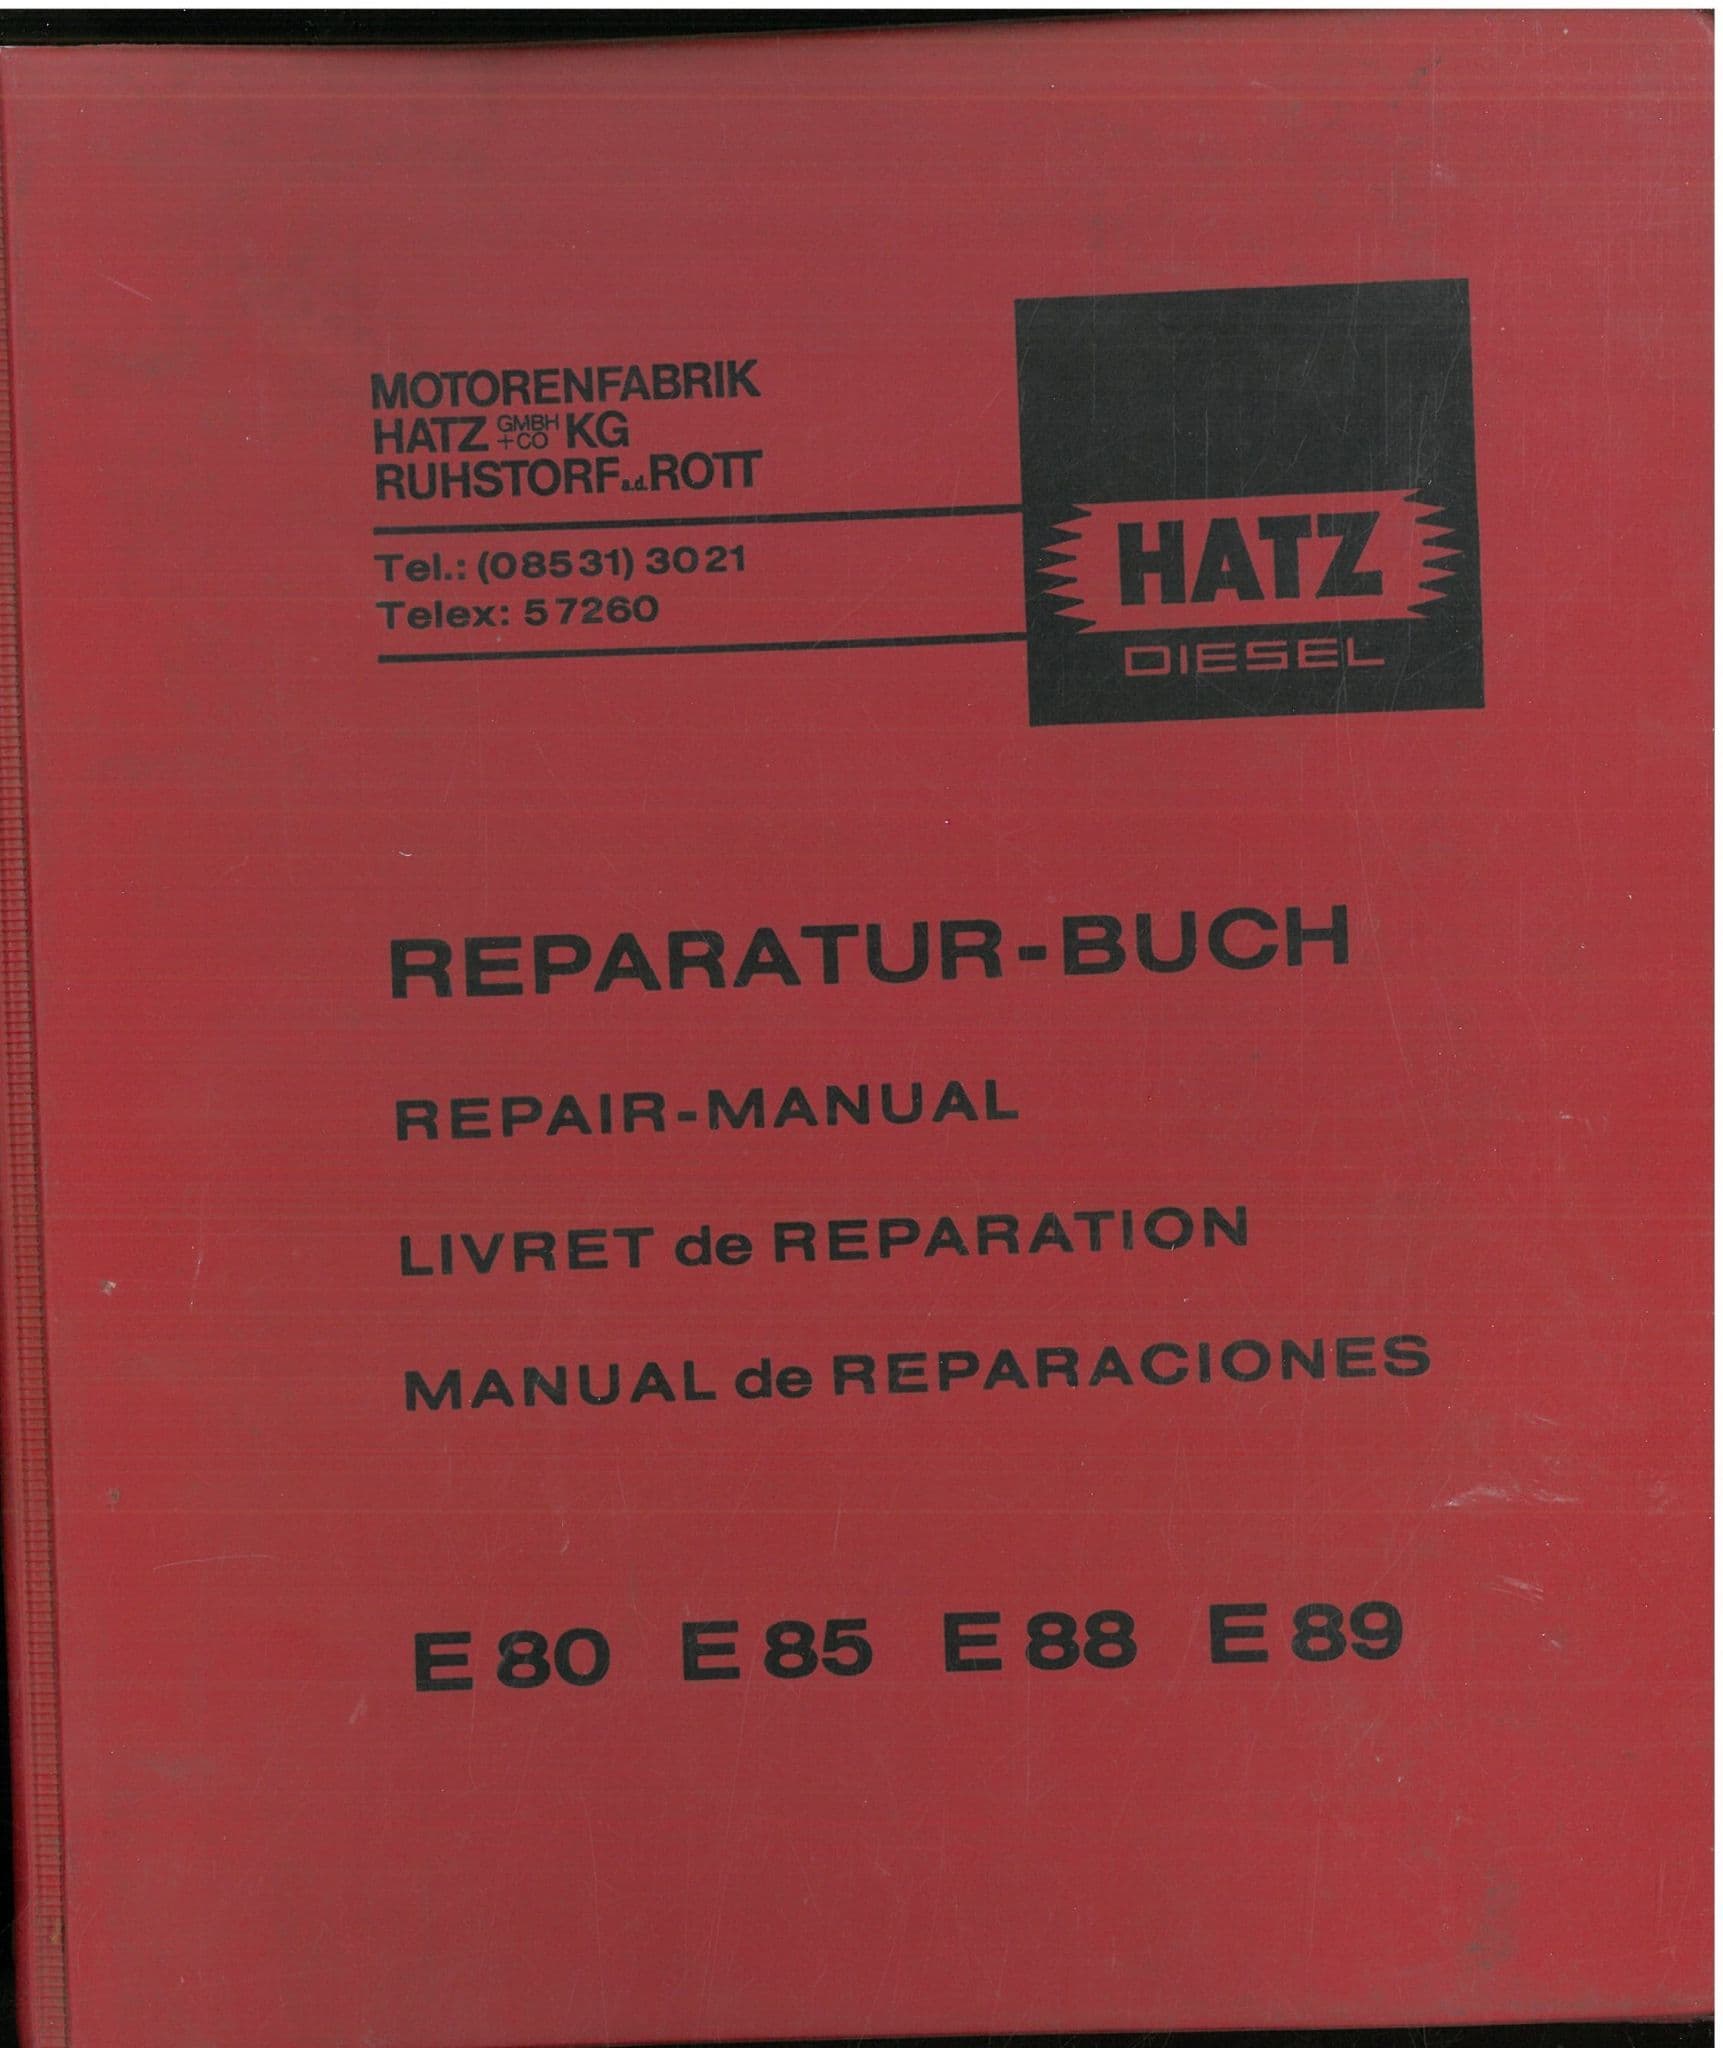 MOTORENFABRIK
HATZ GMBH +CO KG
RUHSTORF a.d. ROTT
Tel.: (08531) 3021
Telex: 57260
HATZ
DIESEL
REPARATUR-BUCH
REPAIR-MANUAL
LIVRET de REPARATION
MANUAL de REPARACIONES
E 80 E 85 E 88 E 89